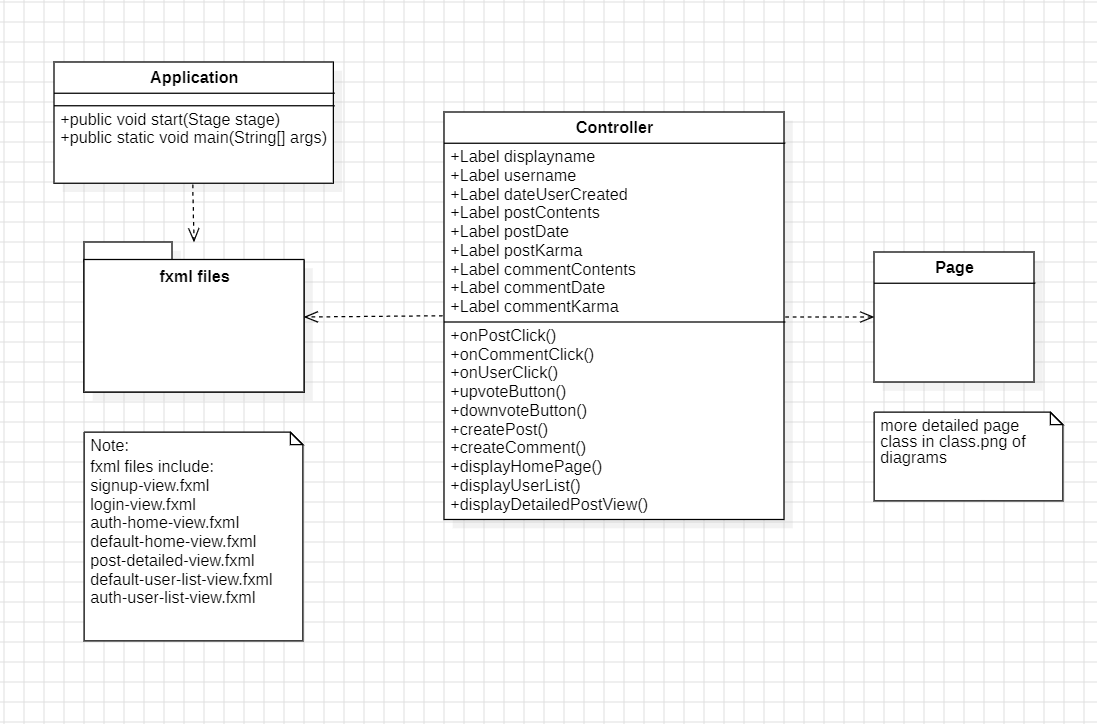 Application
+public void start(Stage stage)
+public static void main(String[] args)
fxml files
Note:
fxml files include:
signup-view.fxml
login-view.fxml
auth-home-view.fxml
default-home-view.fxml
post-detailed-view.fxml
default-user-list-view.fxml
auth-user-list-view.fxml
Controller
+Label displayname
+Label username
+Label dateUserCreated
+Label postContents
+Label postDate
+Label postKarma
+Label commentContents
+Label commentDate
+Label commentKarma
+onPostClick()
+onCommentClick()
+onUserClick()
+upvoteButton()
+downvoteButton()
+createPost()
+createComment()
+displayHomePage()
+displayUserList()
+displayDetailedPostView()
Page
more detailed page
class in class.png of
diagrams